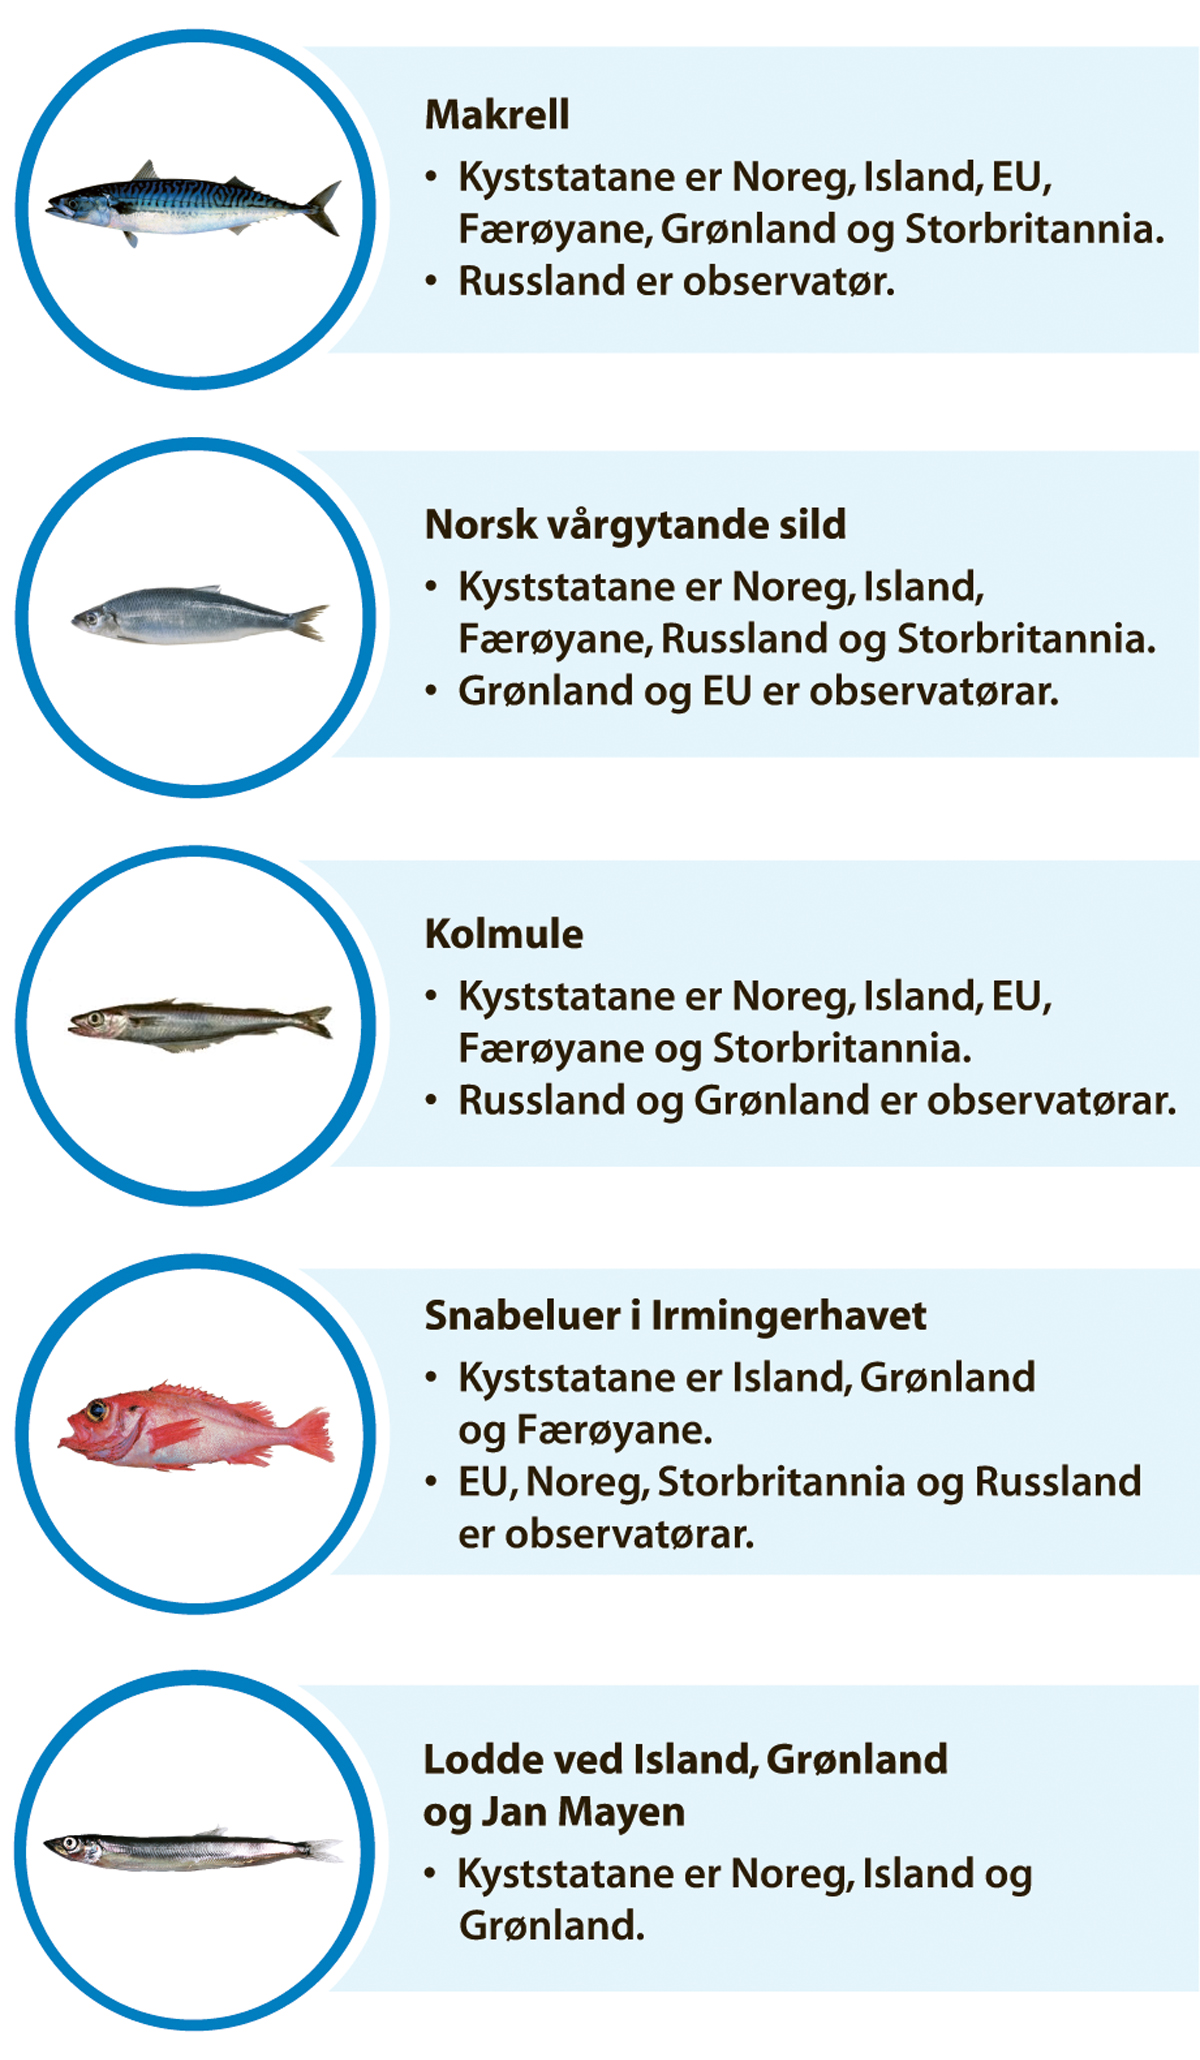 Makrell
• Kyststatane er Noreg, Island, EU,
Færøyane, Grønland og Storbritannia.
• Russland er observatør.
Norsk vårgytande sild
• Kyststatane er Noreg, Island,
Færøyane, Russland og Storbritannia.
• Grønland og EU er observatørar.
Kolmule
• Kyststatane er Noreg, Island, EU,
Færøyane og Storbritannia.
• Russland og Grønland er observatørar.
Snabeluer i Irmingerhavet
• Kyststatane er Island, Grønland
og Færøyane.
• EU, Noreg, Storbritannia og Russland
er observatørar.
Lodde ved Island, Grønland
og Jan Mayen
• Kyststatane er Noreg, Island og
Grønland.